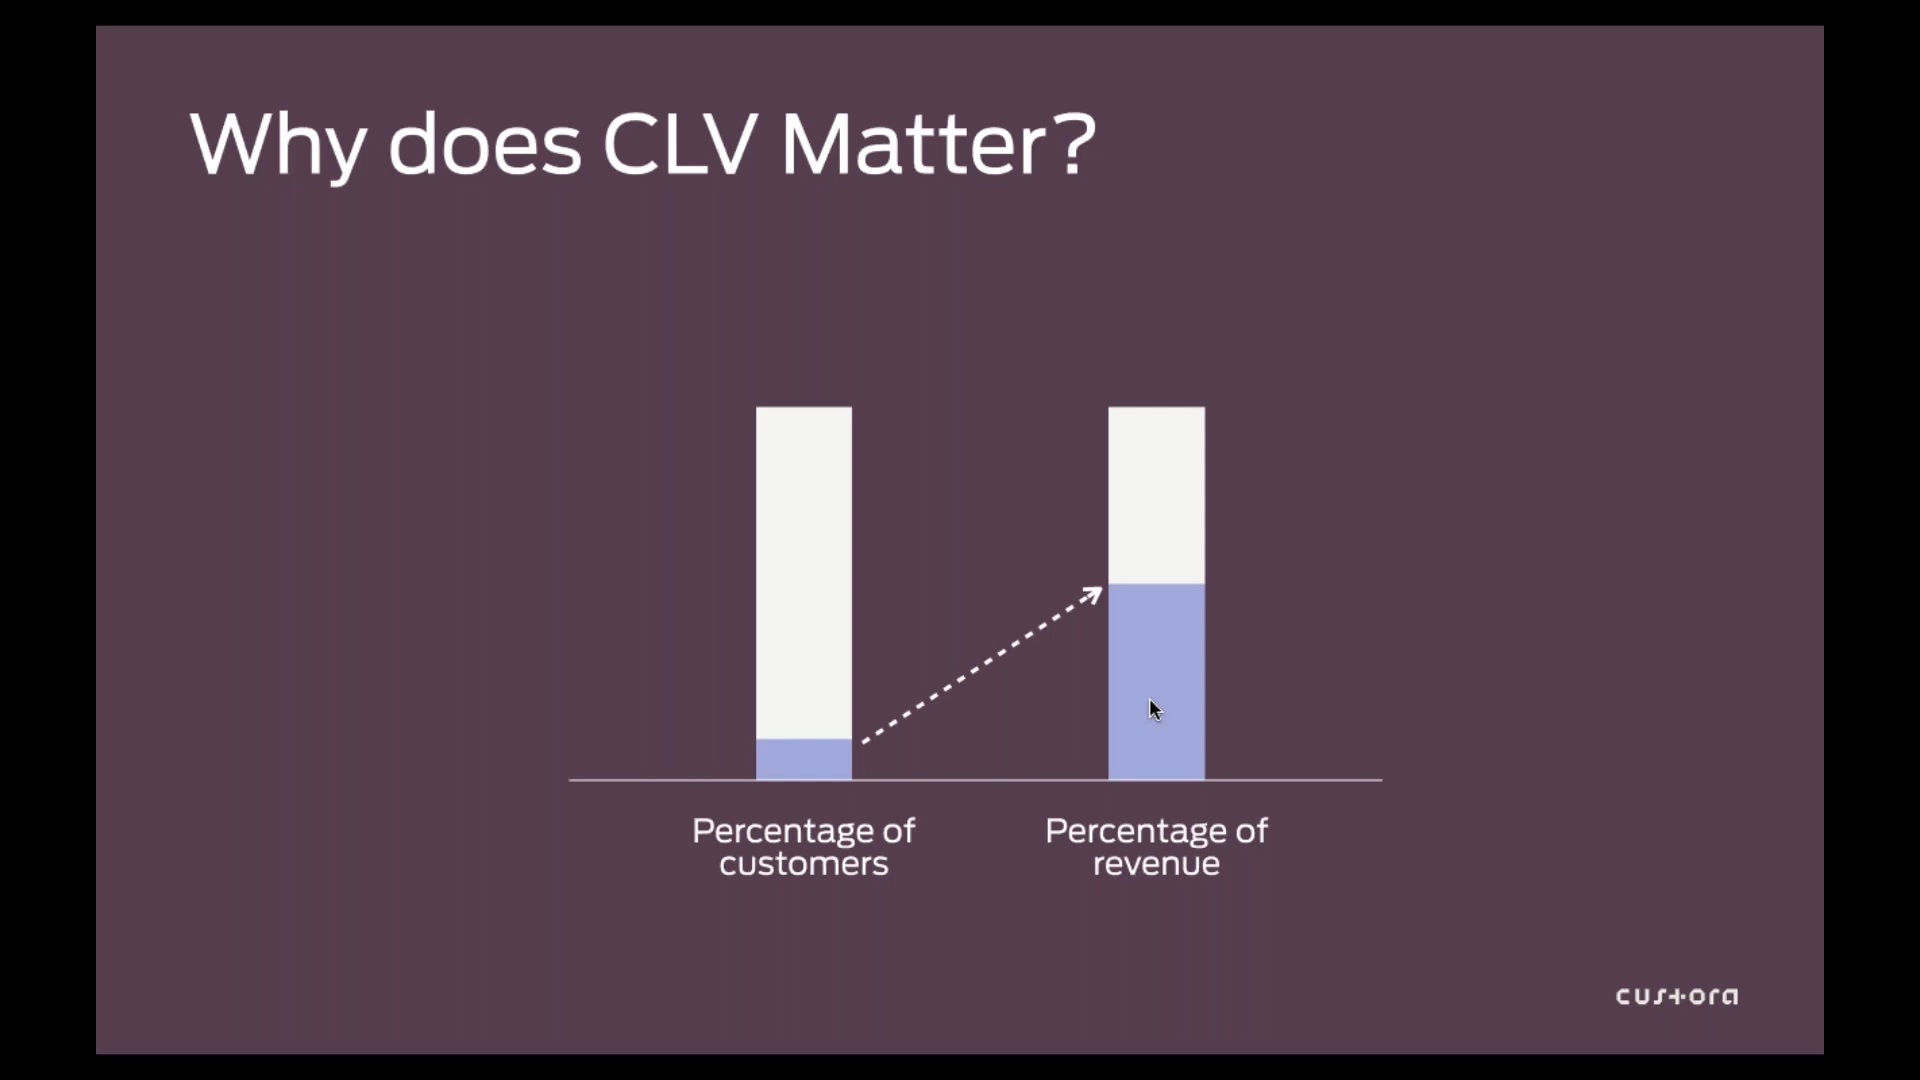 Why does CLV Matter?
Percentage of
customers
Percentage of
revenue
custora